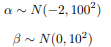 α ∼ N(−2, 100²)
β ∼ N(0, 10²)